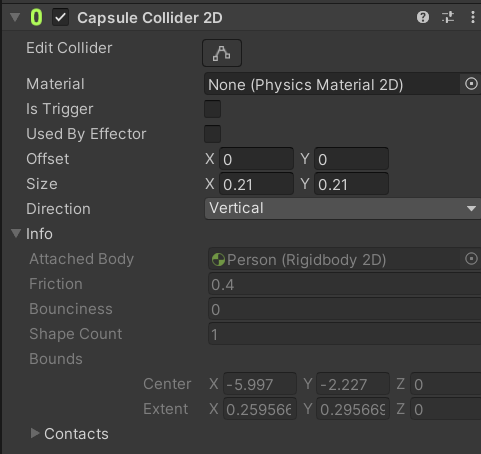 Capsule Collider 2D
Edit Collider
Material None (Physics Material 2D)
Is Trigger
Used By Effector
Offset X 0 Y 0
Size X 0.21 Y 0.21
Direction Vertical
Info
Attached Body Person (Rigidbody 2D)
Friction 0.4
Bounciness 0
Shape Count 1
Bounds
Center X -5.997 Y -2.227 Z 0
Extent X 0.259566 Y 0.295669 Z 0
Contacts